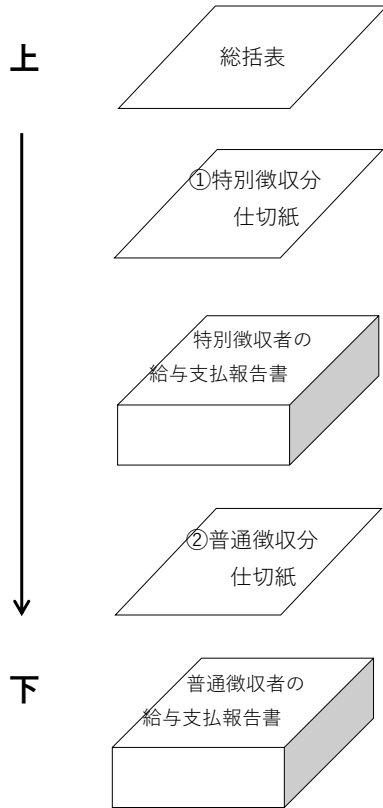 上
総括表
①特別徴収分
仕切紙
特別徴収者の
給与支払報告書
②普通徴収分
仕切紙
下
普通徴収者の
給与支払報告書